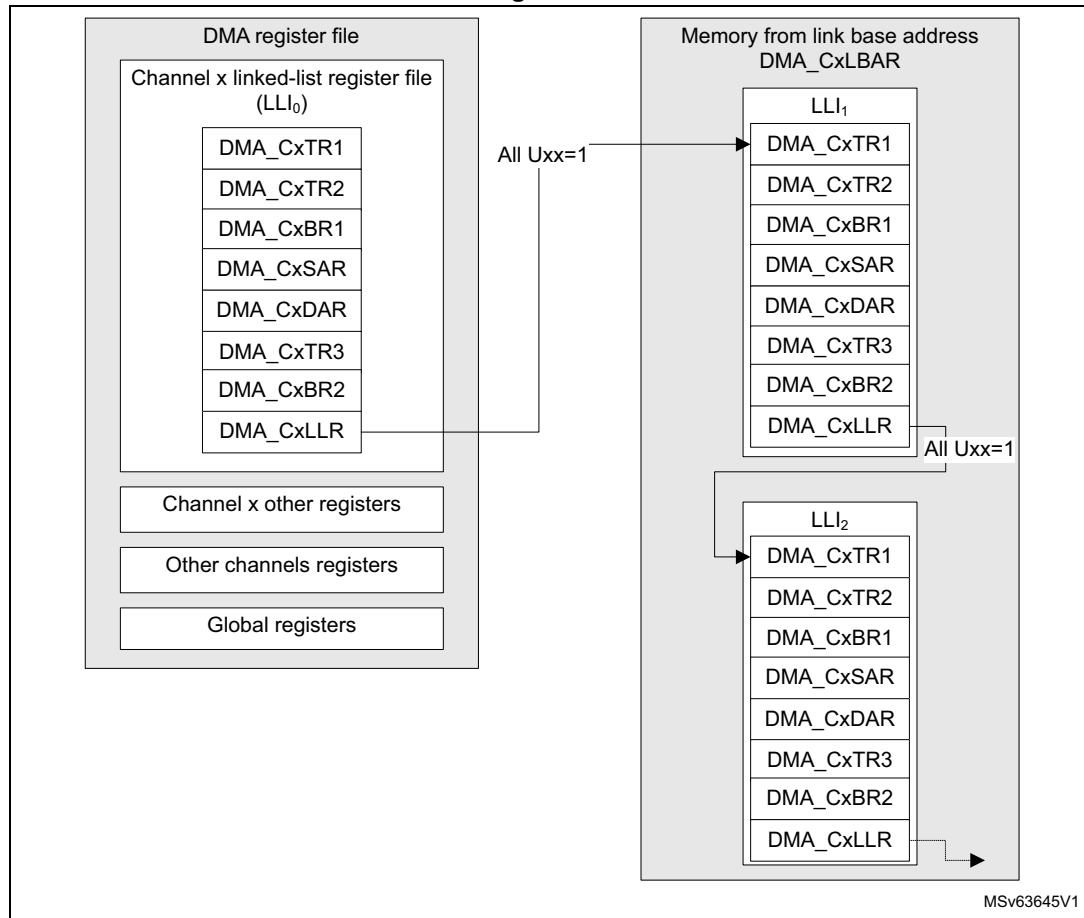 DMA register file
Channel x linked-list register file
(LLI₀)
DMA_CxTR1
DMA_CxTR2
DMA_CxBR1
DMA_CxSAR
DMA_CxDAR
DMA_CxTR3
DMA_CxBR2
DMA_CxLLR
Channel x other registers
Other channels registers
Global registers
All Uxx=1
Memory from link base address
DMA_CxLBAR
LLI₁
DMA_CxTR1
DMA_CxTR2
DMA_CxBR1
DMA_CxSAR
DMA_CxDAR
DMA_CxTR3
DMA_CxBR2
DMA_CxLLR
All Uxx=1
LLI₂
DMA_CxTR1
DMA_CxTR2
DMA_CxBR1
DMA_CxSAR
DMA_CxDAR
DMA_CxTR3
DMA_CxBR2
DMA_CxLLR
MSv63645V1